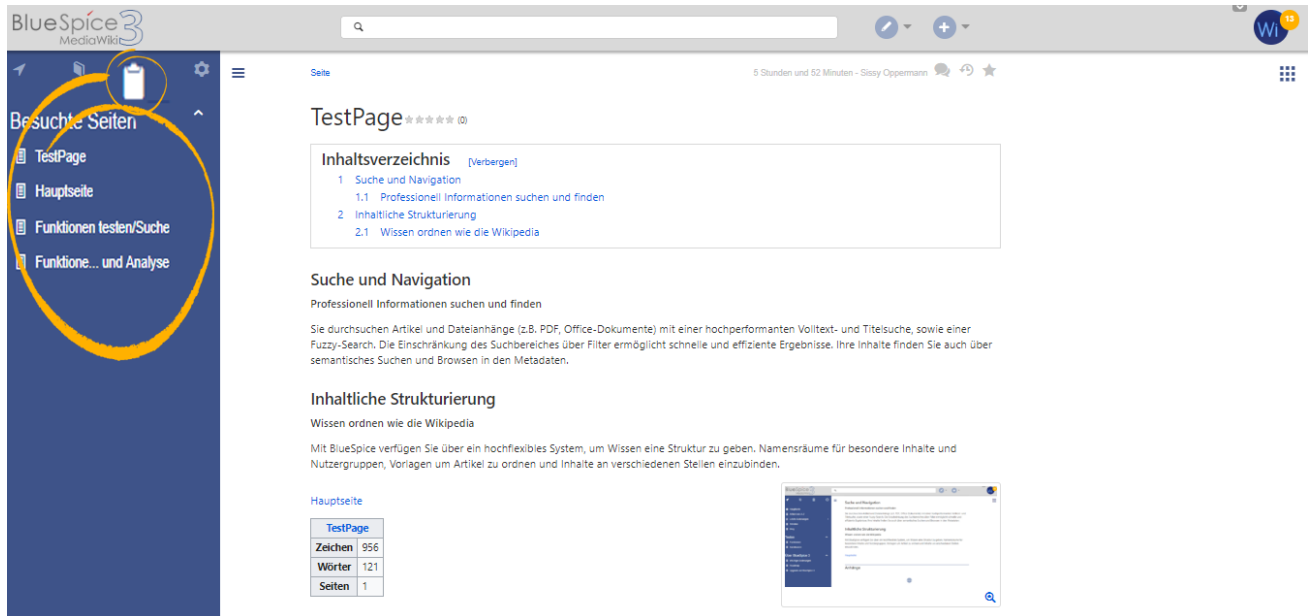 BlueSpice 3
MediaWiki
Wi
13
Besuchte Seiten
TestPage
Hauptseite
Funktionen testen/Suche
Funktione... und Analyse
Seite
5 Stunden und 52 Minuten - Sissy Oppermann
TestPage (0)
Inhaltsverzeichnis [Verbergen]
1 Suche und Navigation
1.1 Professionell Informationen suchen und finden
2 Inhaltliche Strukturierung
2.1 Wissen ordnen wie die Wikipedia
Suche und Navigation
Professionell Informationen suchen und finden
Sie durchsuchen Artikel und Dateianhänge (z.B. PDF, Office-Dokumente) mit einer hochperformanten Volltext- und Titelsuche, sowie einer
Fuzzy-Search. Die Einschränkung des Suchbereiches über Filter ermöglicht schnelle und effiziente Ergebnisse. Ihre Inhalte finden Sie auch über
semantisches Suchen und Browsen in den Metadaten.
Inhaltliche Strukturierung
Wissen ordnen wie die Wikipedia
Mit BlueSpice verfügen Sie über ein hochflexibles System, um Wissen eine Struktur zu geben. Namensräume für besondere Inhalte und
Nutzergruppen, Vorlagen um Artikel zu ordnen und Inhalte an verschiedenen Stellen einzubinden.
Hauptseite
TestPage
Zeichen 956
Wörter 121
Seiten 1
Suche und Navigation
Inhaltliche Strukturierung
Anhänge